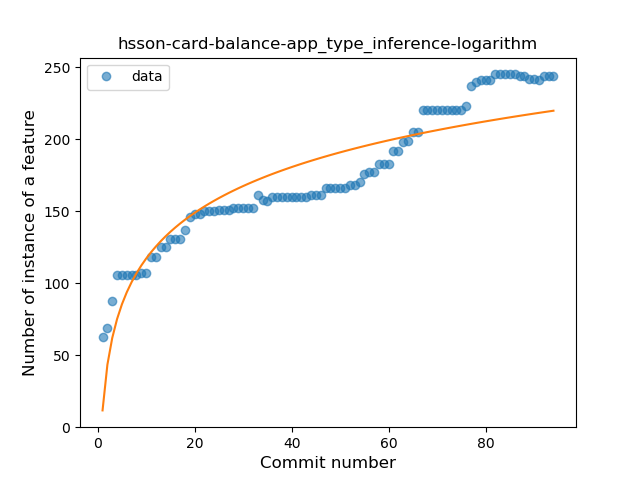 hsson-card-balance-app_type_inference-logarithm
data
Number of instance of a feature
250
200
150
100
50
0
0 20 40 60 80
Commit number